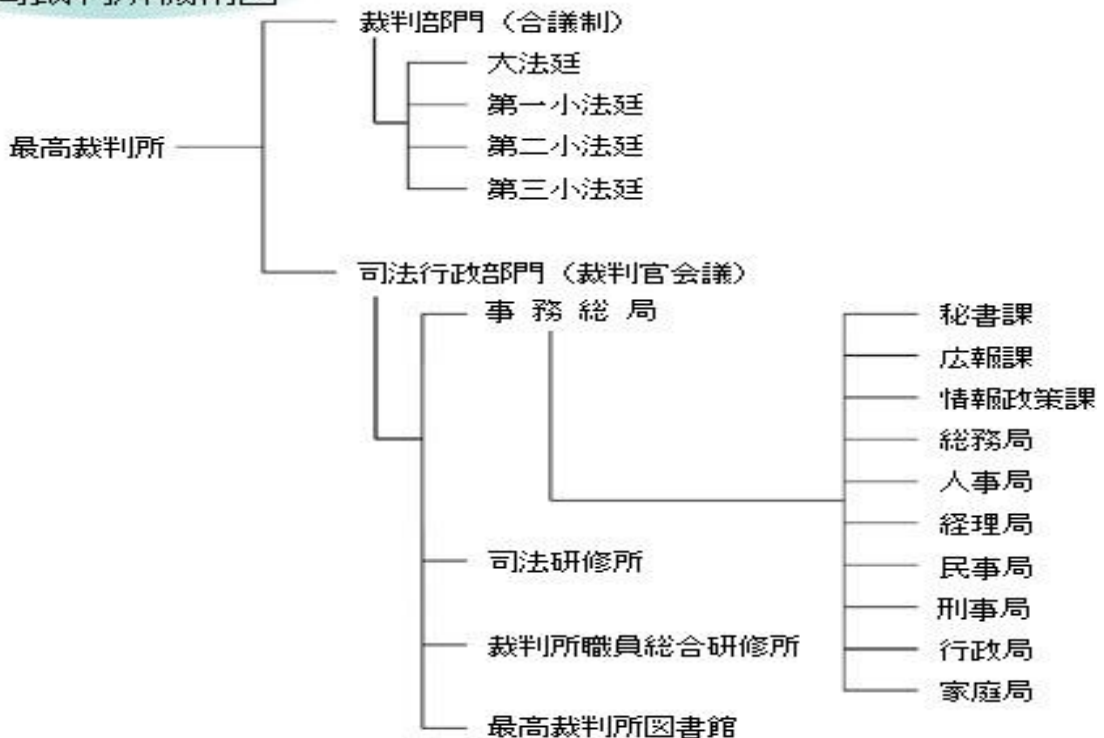 裁判部門（合議制）
大法廷
第一小法廷
第二小法廷
第三小法廷
最高裁判所
司法行政部門（裁判官会議）
事務総局
司法研修所
裁判所職員総合研修所
最高裁判所図書館
秘書課
広報課
情報政策課
総務局
人事局
経理局
民事局
刑事局
行政局
家庭局